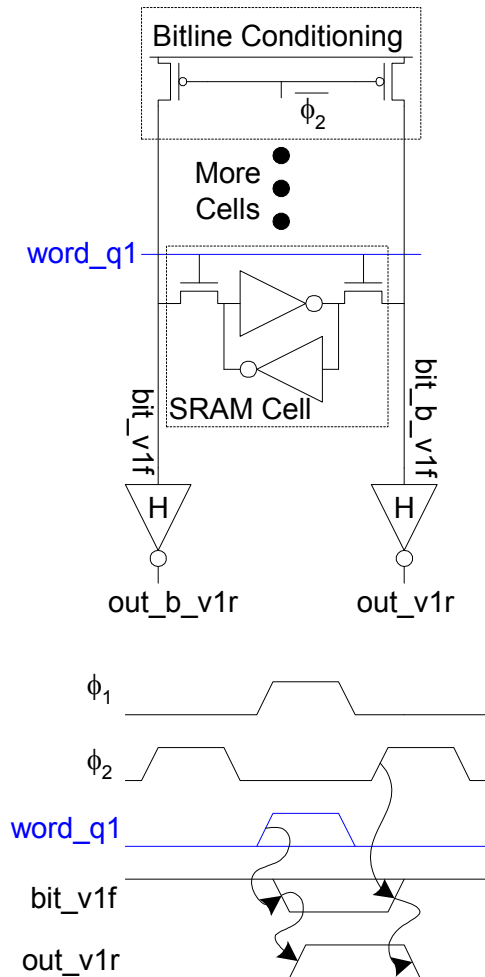 Bitline Conditioning
φ2
More
Cells
word_q1
bit_v1f
bit_b_v1f
SRAM Cell
H
H
out_b_v1r
out_v1r
φ1
φ2
word_q1
bit_v1f
out_v1r